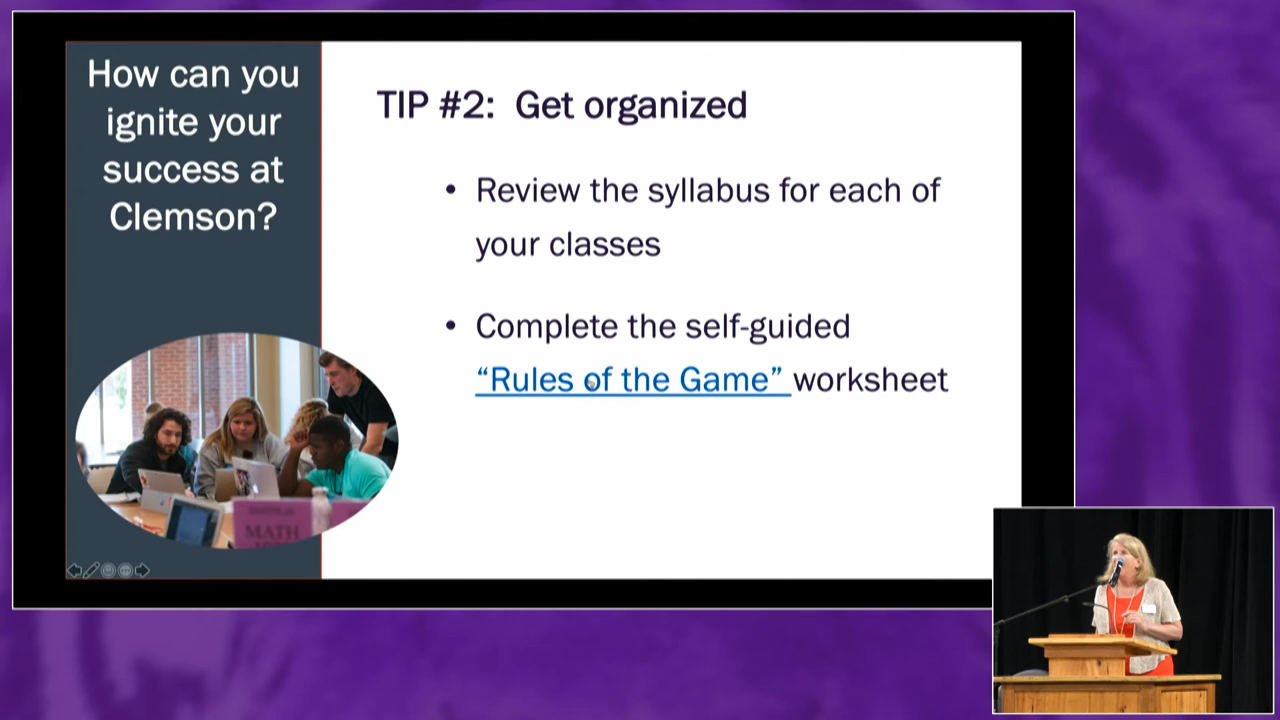 How can you
ignite your
success at
Clemson?
TIP #2: Get organized
• Review the syllabus for each of
your classes
• Complete the self-guided
“Rules of the Game” worksheet
MATH